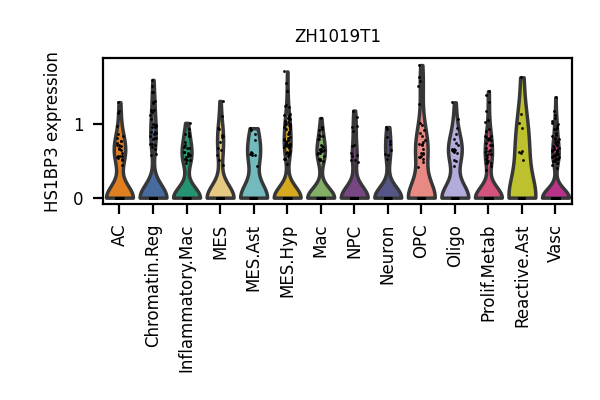 ZH1019T1
HS1BP3 expression
1
0
AC
Chromatin.Reg
Inflammatory.Mac
MES
MES.Ast
MES.Hyp
Mac
NPC
Neuron
OPC
Oligo
Prolif.Metab
Reactive.Ast
Vasc